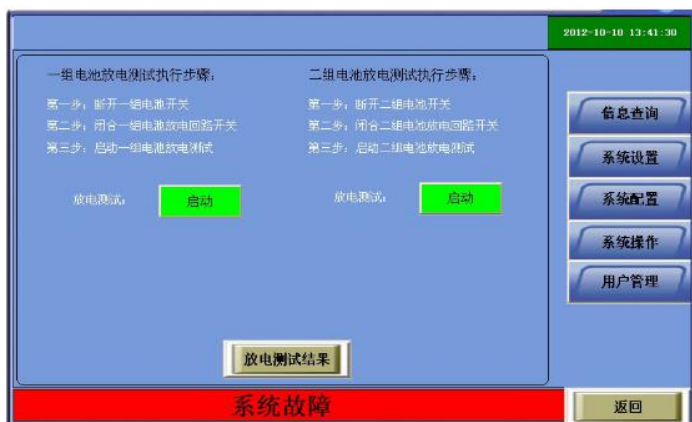 2012-10-10 13:41:30
一组电池放电测试执行步骤：
第一步：断开一组电池开关
第二步：闭合一组电池放电回路开关
第三步：启动一组电池放电测试
放电测试：
启动
二组电池放电测试执行步骤：
第一步：断开二组电池开关
第二步：闭合二组电池放电回路开关
第三步：启动二组电池放电测试
放电测试：
启动
放电测试结果
信息查询
系统设置
系统配置
系统操作
用户管理
系统故障
返回